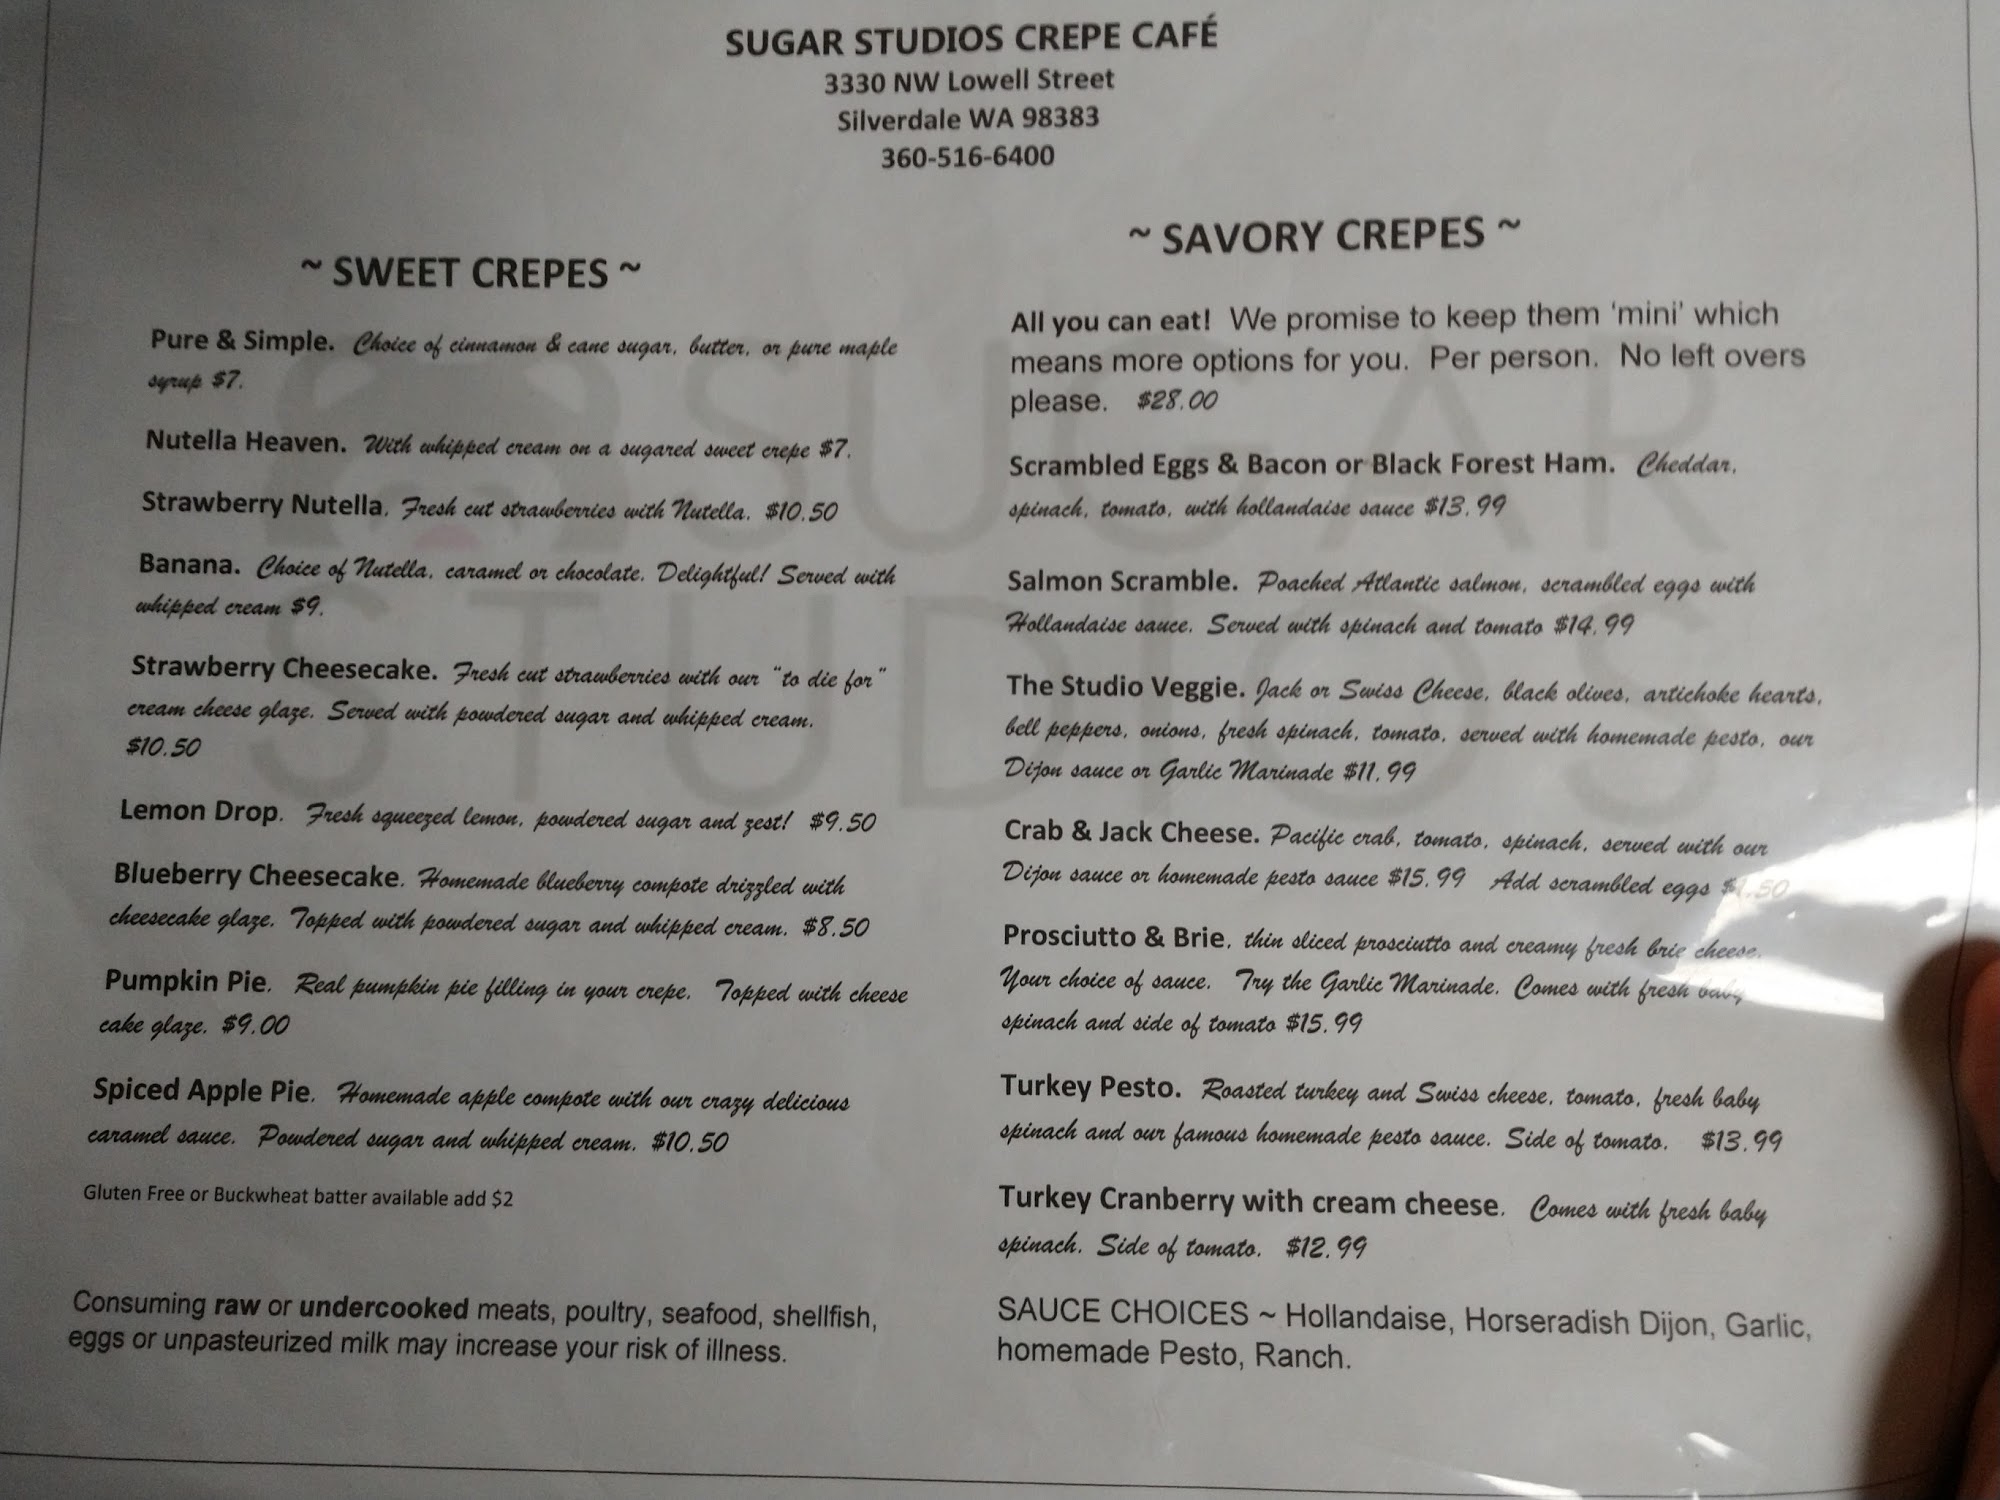 SUGAR STUDIOS CREPE CAFÉ
3330 NW Lowell Street
Silverdale WA 98383
360-516-6400
~ SWEET CREPES ~
Pure & Simple. Choice of cinnamon & cane sugar, butter, or pure maple
syrup $7.
Nutella Heaven. With whipped cream on a sugared sweet crepe $7.
Strawberry Nutella. Fresh cut strawberries with Nutella. $10.50
Banana. Choice of Nutella, caramel or chocolate. Delightful! Served with
whipped cream $9.
Strawberry Cheesecake. Fresh cut strawberries with our "to die for"
cream cheese glaze. Served with powdered sugar and whipped cream.
$10.50
Lemon Drop. Fresh squeezed lemon, powdered sugar and zest! $9.50
Blueberry Cheesecake. Homemade blueberry compote drizzled with
cheesecake glaze. Topped with powdered sugar and whipped cream. $8.50
Pumpkin Pie. Real pumpkin pie filling in your crepe. Topped with cheese
cake glaze. $9.00
Spiced Apple Pie. Homemade apple compote with our crazy delicious
caramel sauce. Powdered sugar and whipped cream. $10.50
Gluten Free or Buckwheat batter available add $2
Consuming raw or undercooked meats, poultry, seafood, shellfish,
eggs or unpasteurized milk may increase your risk of illness.
~ SAVORY CREPES ~
All you can eat! We promise to keep them 'mini' which
means more options for you. Per person. No left overs
please. $28.00
Scrambled Eggs & Bacon or Black Forest Ham. Cheddar,
spinach, tomato, with hollandaise sauce $13.99
Salmon Scramble. Poached Atlantic salmon, scrambled eggs with
Hollandaise sauce. Served with spinach and tomato $14.99
The Studio Veggie. Jack or Swiss Cheese, black olives, artichoke hearts,
bell peppers, onions, fresh spinach, tomato, served with homemade pesto, our
Dijon sauce or Garlic Marinade $11.99
Crab & Jack Cheese. Pacific crab, tomato, spinach, served with our
Dijon sauce or homemade pesto sauce $15.99 Add scrambled eggs
Prosciutto & Brie. thin sliced prosciutto and creamy fresh brie cheese.
Your choice of sauce. Try the Garlic Marinade. Comes with fresh baby
spinach and side of tomato $15.99
Turkey Pesto. Roasted turkey and Swiss cheese, tomato, fresh baby
spinach and our famous homemade pesto sauce. Side of tomato. $13.99
Turkey Cranberry with cream cheese. Comes with fresh baby
spinach. Side of tomato. $12.99
SAUCE CHOICES ~ Hollandaise, Horseradish Dijon, Garlic,
homemade Pesto, Ranch.
SUGAR
STUDIOS